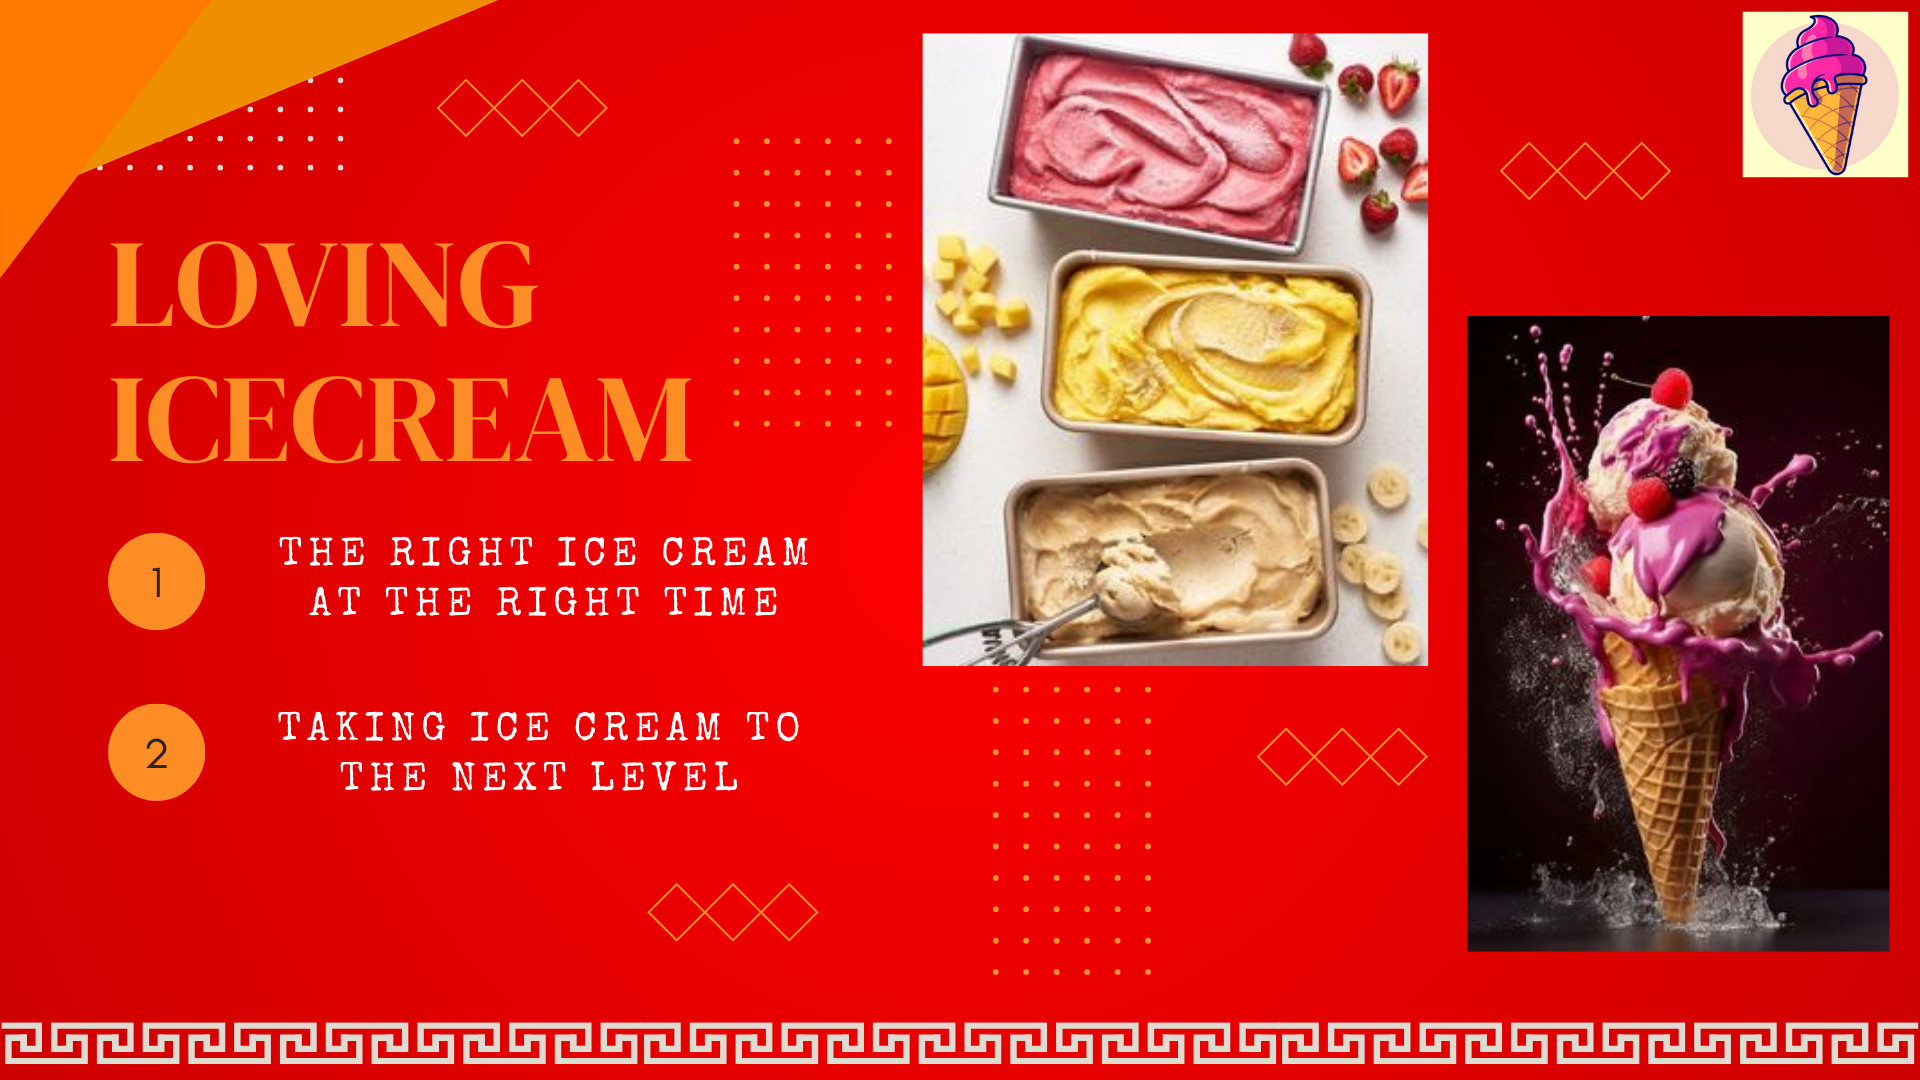 LOVING
ICECREAM
1
THE RIGHT ICE CREAM
AT THE RIGHT TIME
2
TAKING ICE CREAM TO
THE NEXT LEVEL